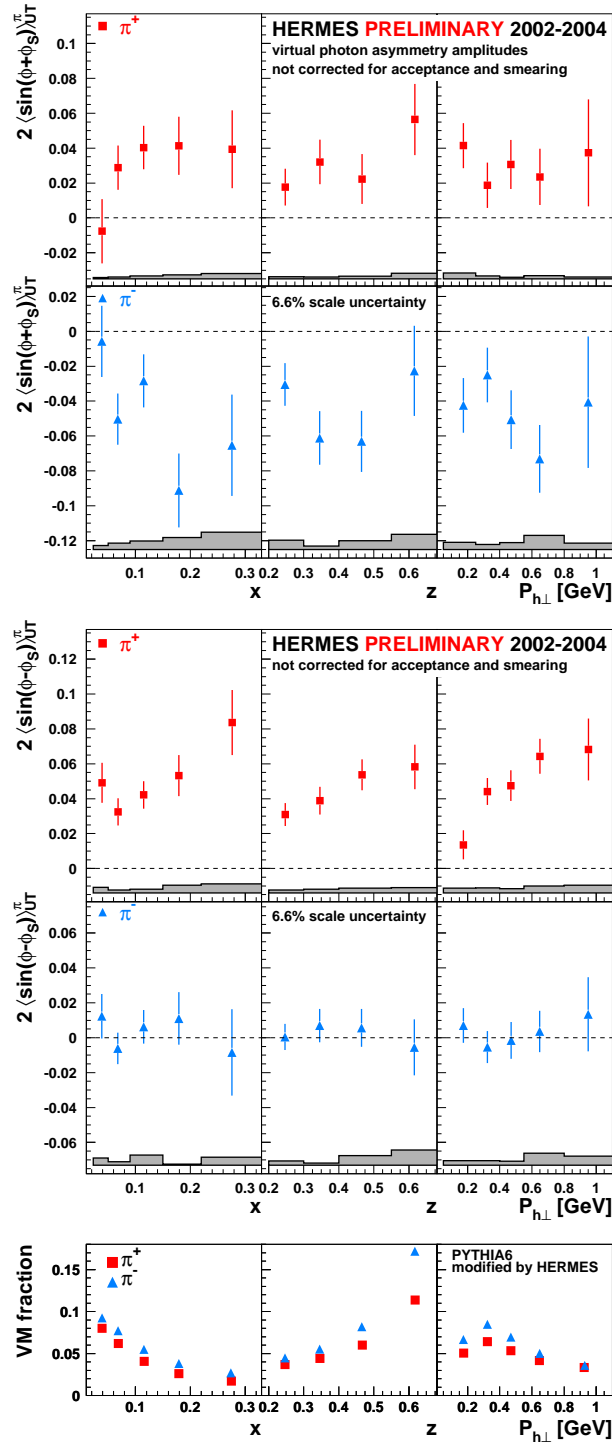 2 ⟨sin(ϕ+ϕS)⟩πUT
π+
HERMES PRELIMINARY 2002-2004
virtual photon asymmetry amplitudes
not corrected for acceptance and smearing
0.1
0.08
0.06
0.04
0.02
0
-0.02
2 ⟨sin(ϕ+ϕS)⟩πUT
π-
6.6% scale uncertainty
0.02
0
-0.02
-0.04
-0.06
-0.08
-0.1
-0.12
0.1 0.2 0.3 0.2 0.3 0.4 0.5 0.6 0 0.2 0.4 0.6 0.8 1
x z Ph⊥ [GeV]
2 ⟨sin(ϕ-ϕS)⟩πUT
π+
HERMES PRELIMINARY 2002-2004
not corrected for acceptance and smearing
0.12
0.1
0.08
0.06
0.04
0.02
0
2 ⟨sin(ϕ-ϕS)⟩πUT
π-
6.6% scale uncertainty
0.06
0.04
0.02
0
-0.02
-0.04
-0.06
0.1 0.2 0.3 0.2 0.3 0.4 0.5 0.6 0 0.2 0.4 0.6 0.8 1
x z Ph⊥ [GeV]
VM fraction
π+
π-
PYTHIA6
modified by HERMES
0.15
0.1
0.05
0
0.1 0.2 0.3 0.2 0.3 0.4 0.5 0.6 0 0.2 0.4 0.6 0.8 1
x z Ph⊥ [GeV]